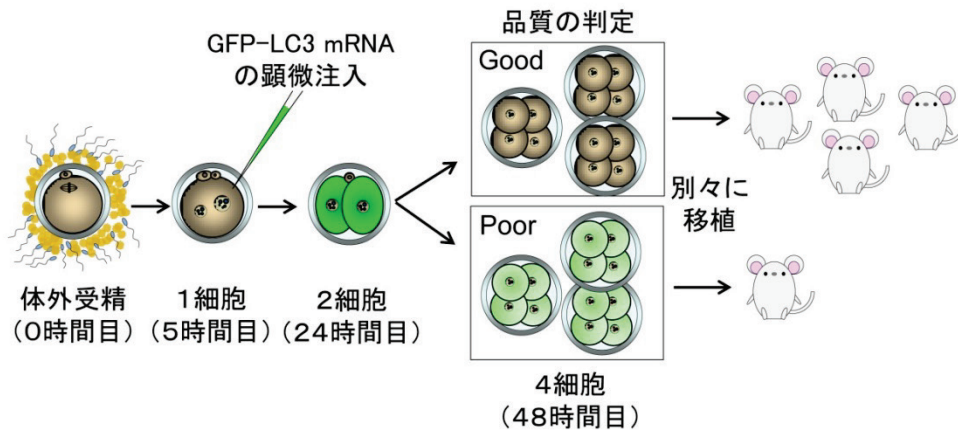 GFP-LC3 mRNA
の顕微注入
品質の判定
Good
Poor
別々に
移植
体外受精
(0時間目)
1細胞
(5時間目)
2細胞
(24時間目)
4細胞
(48時間目)